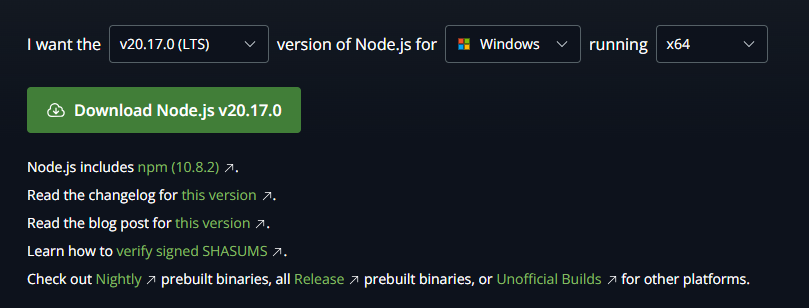 I want the v20.17.0 (LTS) version of Node.js for Windows running x64
Download Node.js v20.17.0
Node.js includes npm (10.8.2) ↗.
Read the changelog for this version ↗.
Read the blog post for this version ↗.
Learn how to verify signed SHASUMS ↗.
Check out Nightly ↗ prebuilt binaries, all Release ↗ prebuilt binaries, or Unofficial Builds ↗ for other platforms.